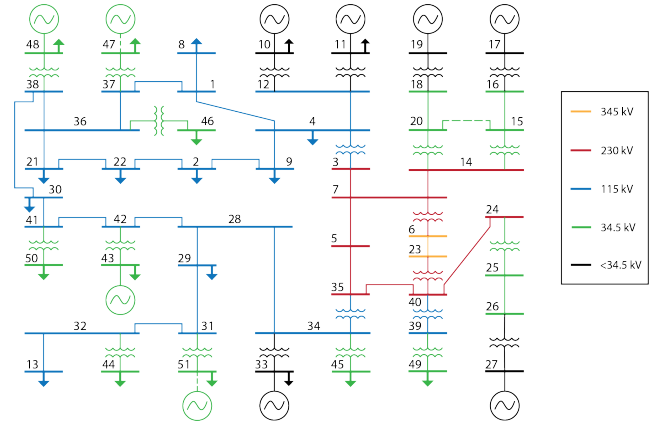 48 47 8 10 11 19 17
38 37 1 12 18 16
36 46 4 20 15
21 22 2 9 3 14
30 7
41 42 28 6 24
50 43 29 5 23 25
35 40 26
32 31 34 39
13 44 51 33 45 49 27
345 kV
230 kV
115 kV
34.5 kV
<34.5 kV